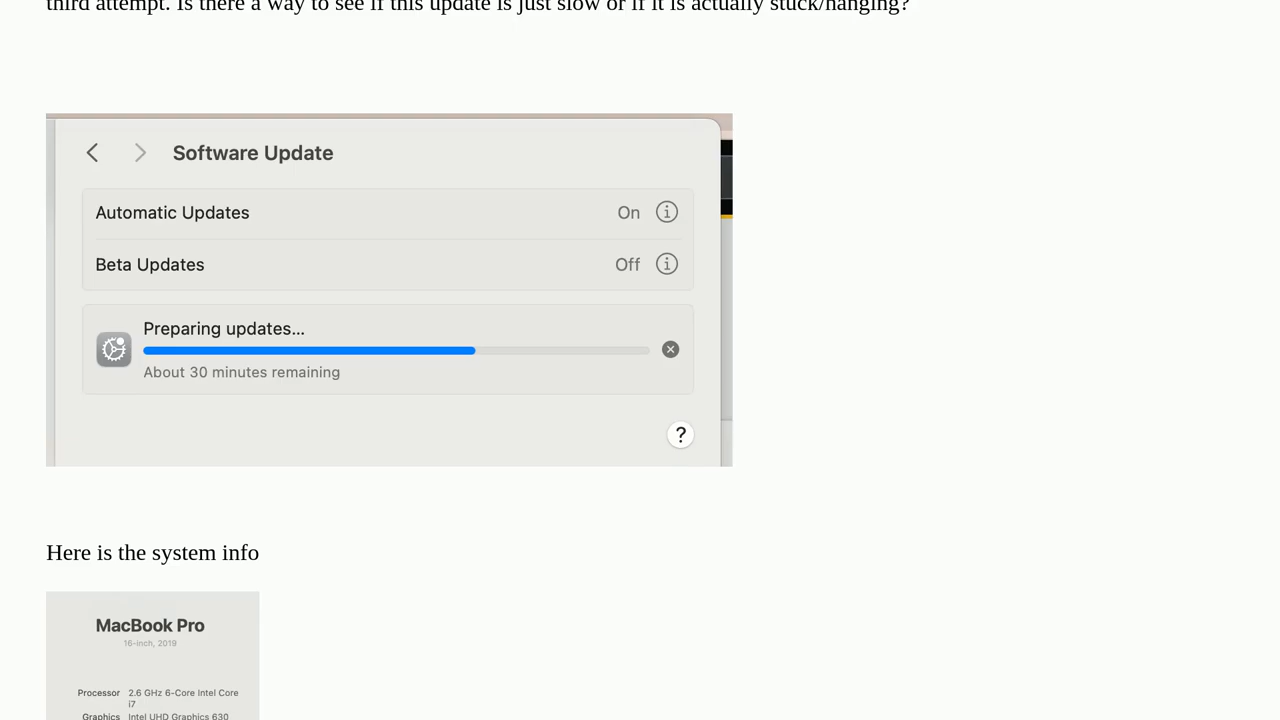 third attempt. Is there a way to see if this update is just slow or if it is actually stuck/hanging?
Software Update
Automatic Updates On
Beta Updates Off
Preparing updates...
About 30 minutes remaining
?
Here is the system info
MacBook Pro
16-inch, 2019
Processor 2.6 GHz 6-Core Intel Core
i7
Graphics Intel UHD Graphics 630